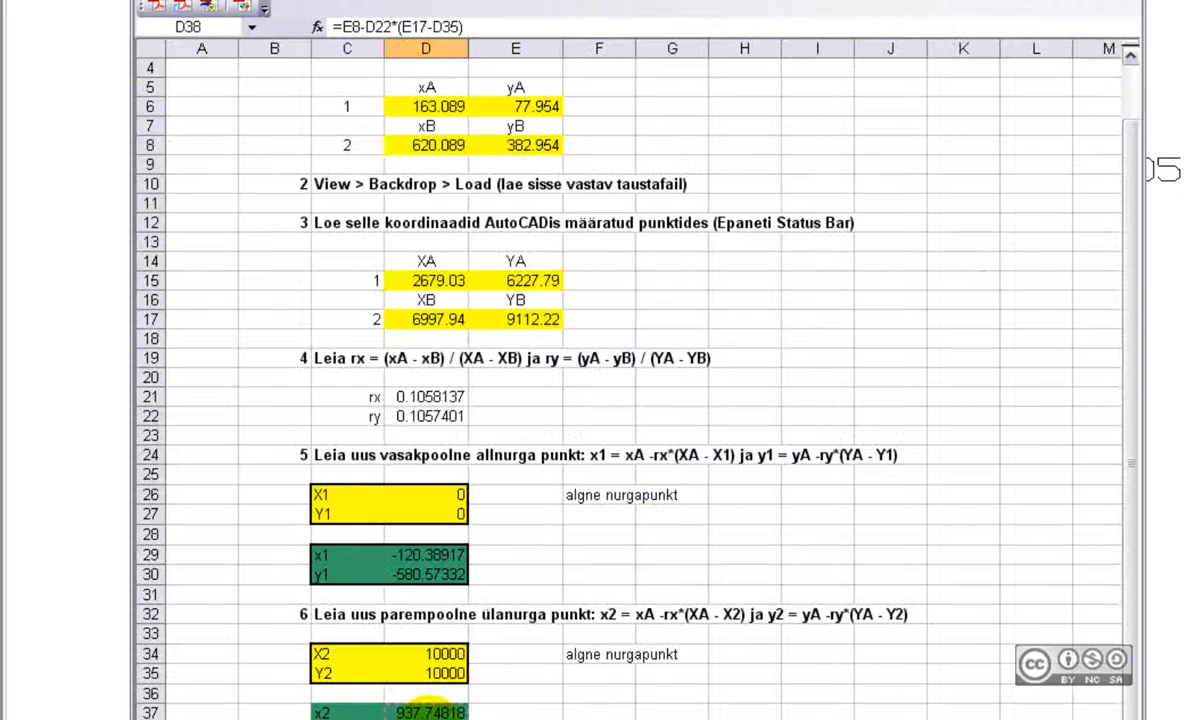 D38 fx =E8-D22*(E17-D35)
A B C D E F G H I J K L M
4
5 xA yA
6 1 163.089 77.954
7 xB yB
8 2 620.089 382.954
9
10 2 View > Backdrop > Load (lae sisse vastav taustafail)
11
12 3 Loe selle koordinaadid AutoCADis määratud punktides (Epaneti Status Bar)
13
14 XA YA
15 1 2679.03 6227.79
16 XB YB
17 2 6997.94 9112.22
18
19 4 Leia rx = (xA - xB) / (XA - XB) ja ry = (yA - yB) / (YA - YB)
20
21 rx 0.1058137
22 ry 0.1057401
23
24 5 Leia uus vasakpoolne allnurga punkt: x1 = xA -rx*(XA - X1) ja y1 = yA -ry*(YA - Y1)
25
26 X1 0 algne nurgapunkt
27 Y1 0
28
29 x1 -120.38917
30 y1 -580.57332
31
32 6 Leia uus parempoolne ülanurga punkt: x2 = xA -rx*(XA - X2) ja y2 = yA -ry*(YA - Y2)
33
34 X2 10000 algne nurgapunkt
35 Y2 10000
36
37 x2 937.74818
05
cc BY NC SA